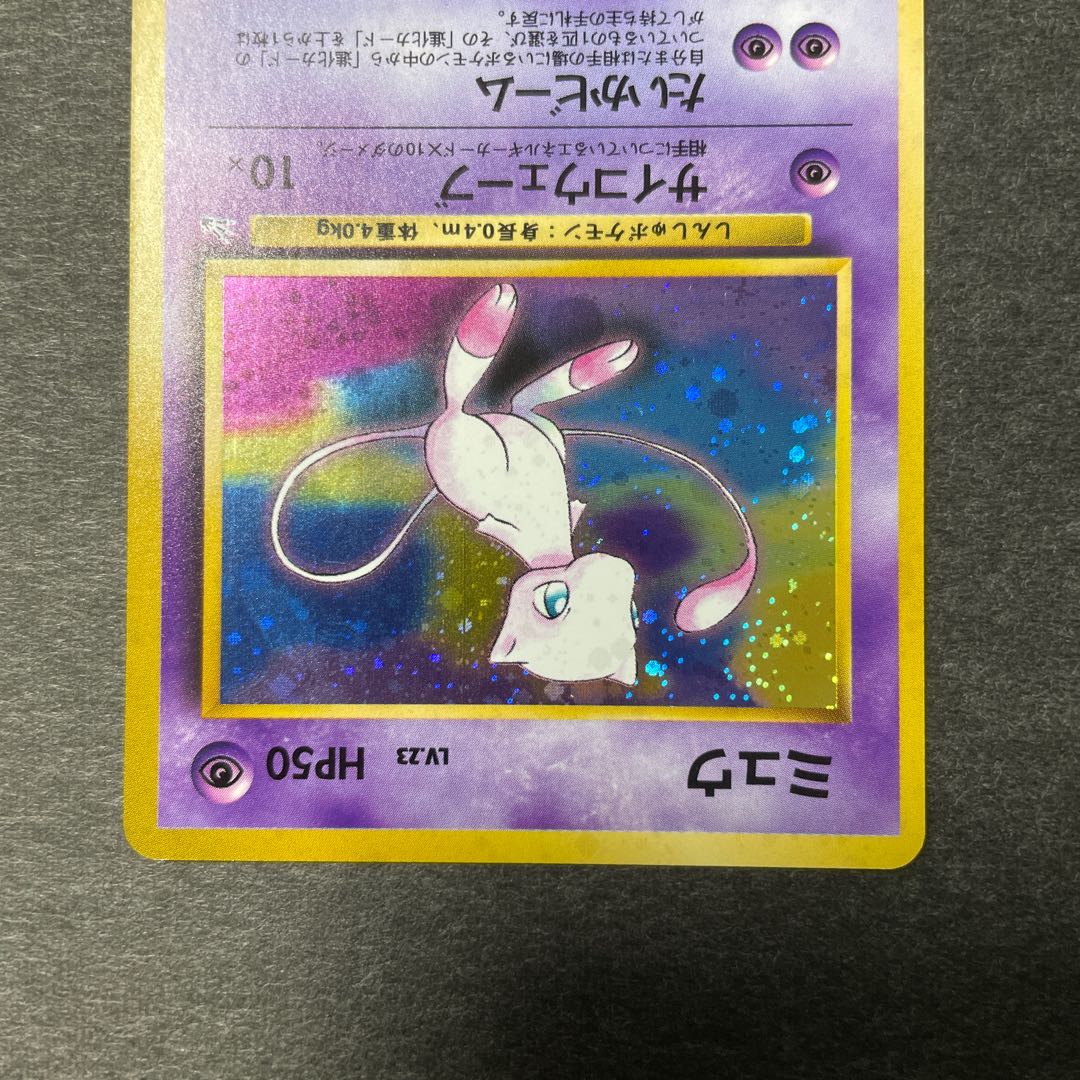 ミュウ LV.23 HP50
しんしゅポケモン：身長0.4m、体重4.0kg
サイコウェーブ 10×
相手についているエネルギーカード×10のダメージ。
たいかビーム
自分または相手の場にいるポケモンの中から「進化カード」の
ついているもの1匹を選び、その「進化カード」を上から1枚は
がして持ち主の手札に戻す。